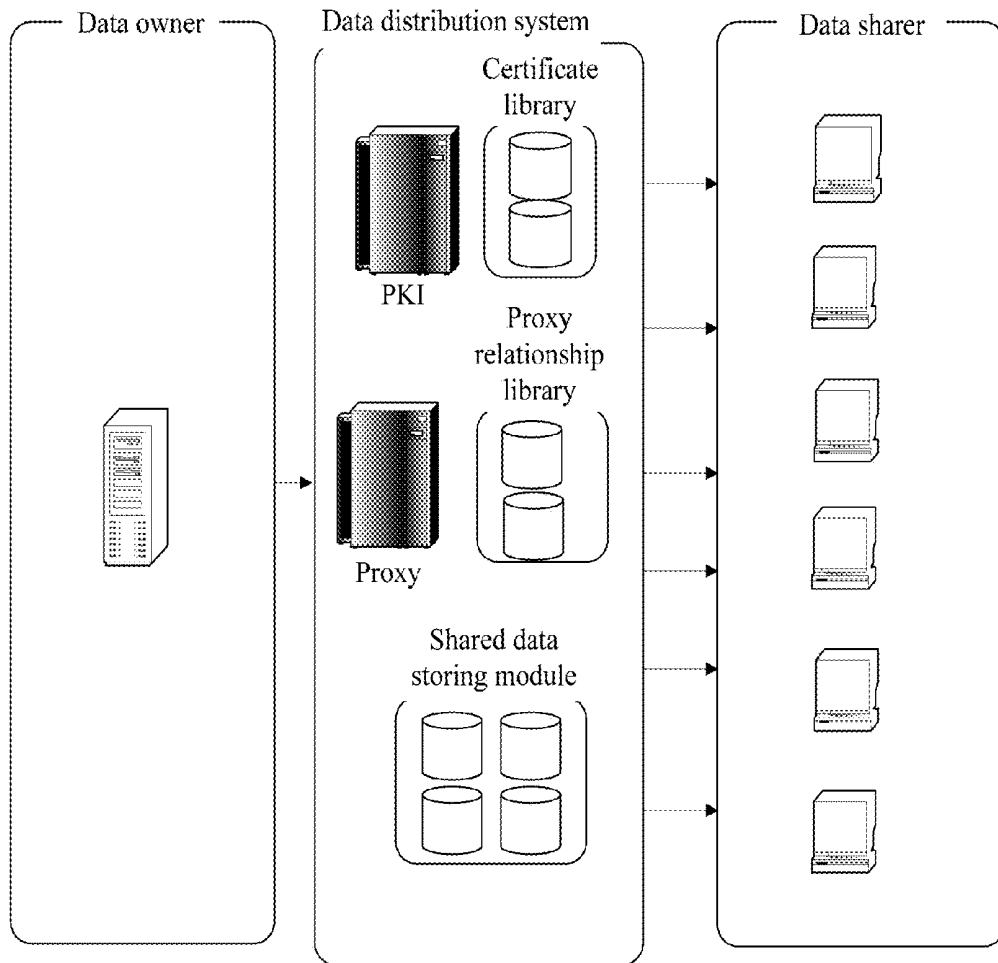 Data owner
Data distribution system
Data sharer
Certificate
library
PKI
Proxy
relationship
library
Proxy
Shared data
storing module